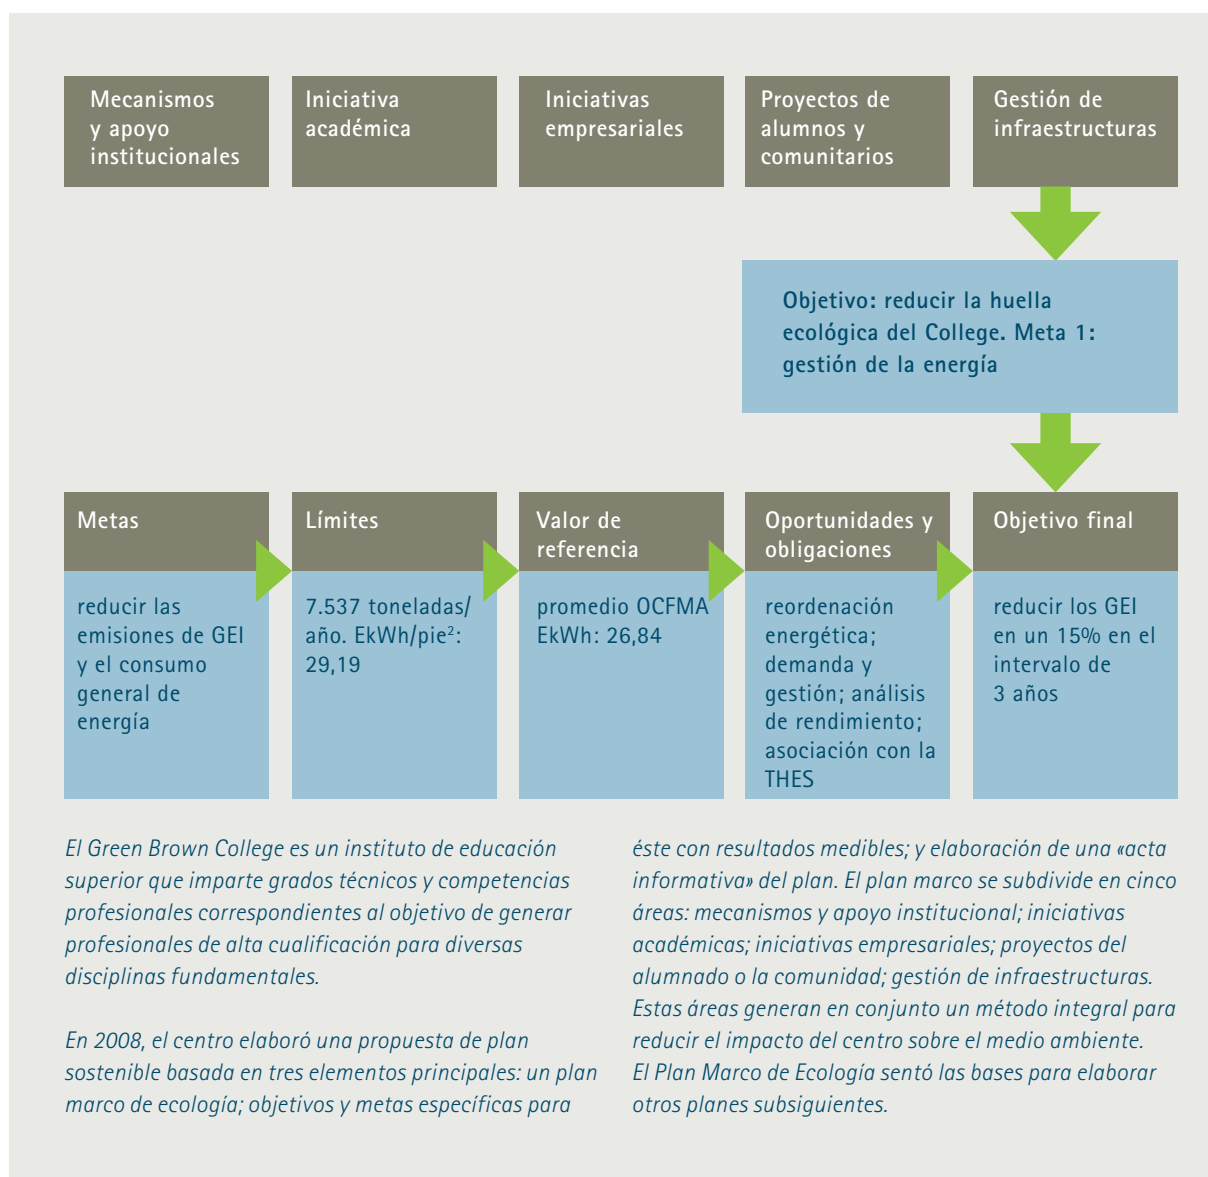 Mecanismos
y apoyo
institucionales
Iniciativa
académica
Iniciativas
empresariales
Proyectos de
alumnos y
comunitarios
Gestión de
infraestructuras
Objetivo: reducir la huella
ecológica del College. Meta 1:
gestión de la energía
Metas
reducir las
emisiones de GEI
y el consumo
general de
energía
Límites
7.537 toneladas/
año. EkWh/pie²:
29,19
Valor de
referencia
promedio OCFMA
EkWh: 26,84
Oportunidades y
obligaciones
reordenación
energética;
demanda y
gestión; análisis
de rendimiento;
asociación con la
THES
Objetivo final
reducir los GEI
en un 15% en el
intervalo de
3 años
El Green Brown College es un instituto de educación
superior que imparte grados técnicos y competencias
profesionales correspondientes al objetivo de generar
profesionales de alta cualificación para diversas
disciplinas fundamentales.
En 2008, el centro elaboró una propuesta de plan
sostenible basada en tres elementos principales: un plan
marco de ecología; objetivos y metas específicas para
éste con resultados medibles; y elaboración de una «acta
informativa» del plan. El plan marco se subdivide en cinco
áreas: mecanismos y apoyo institucional; iniciativas
académicas; iniciativas empresariales; proyectos del
alumnado o la comunidad; gestión de infraestructuras.
Estas áreas generan en conjunto un método integral para
reducir el impacto del centro sobre el medio ambiente.
El Plan Marco de Ecología sentó las bases para elaborar
otros planes subsiguientes.